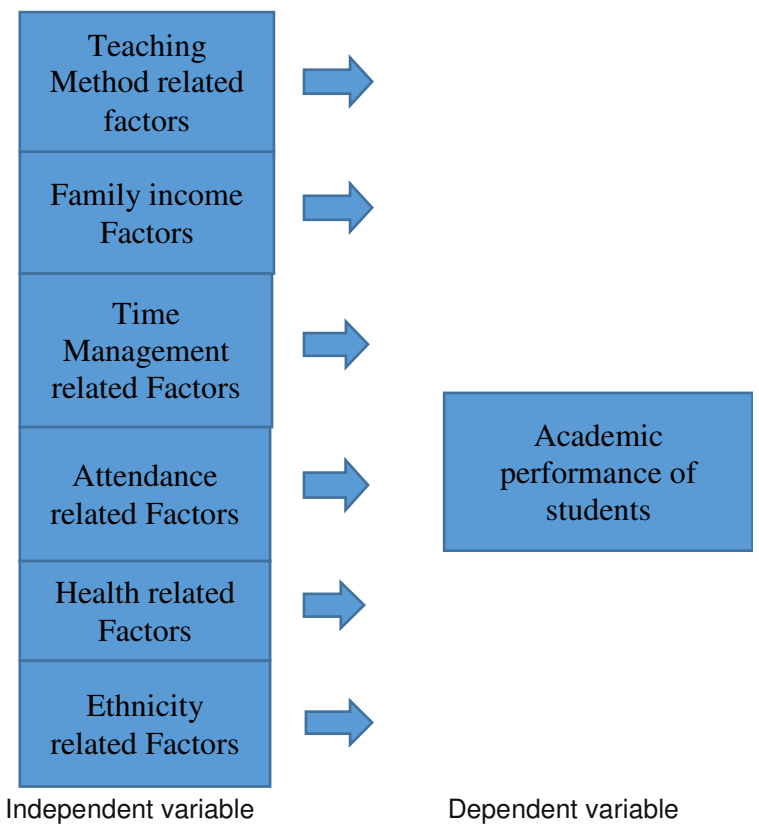 Teaching
Method related
factors
Family income
Factors
Time
Management
related Factors
Attendance
related Factors
Health related
Factors
Ethnicity
related Factors
Academic
performance of
students
Independent variable
Dependent variable